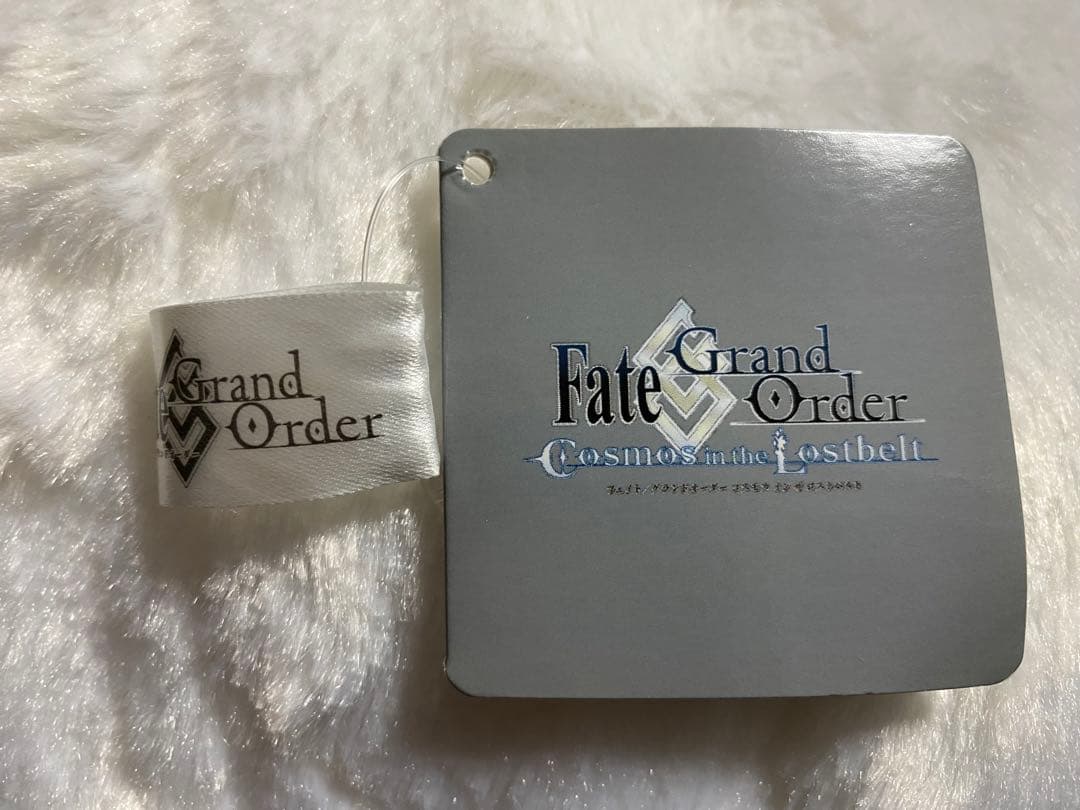 Grand
Order
Fate
Grand
Order
Cosmos in the Lostbelt
フェイト/グランドオーダー コスモス イン ザ ロストベルト